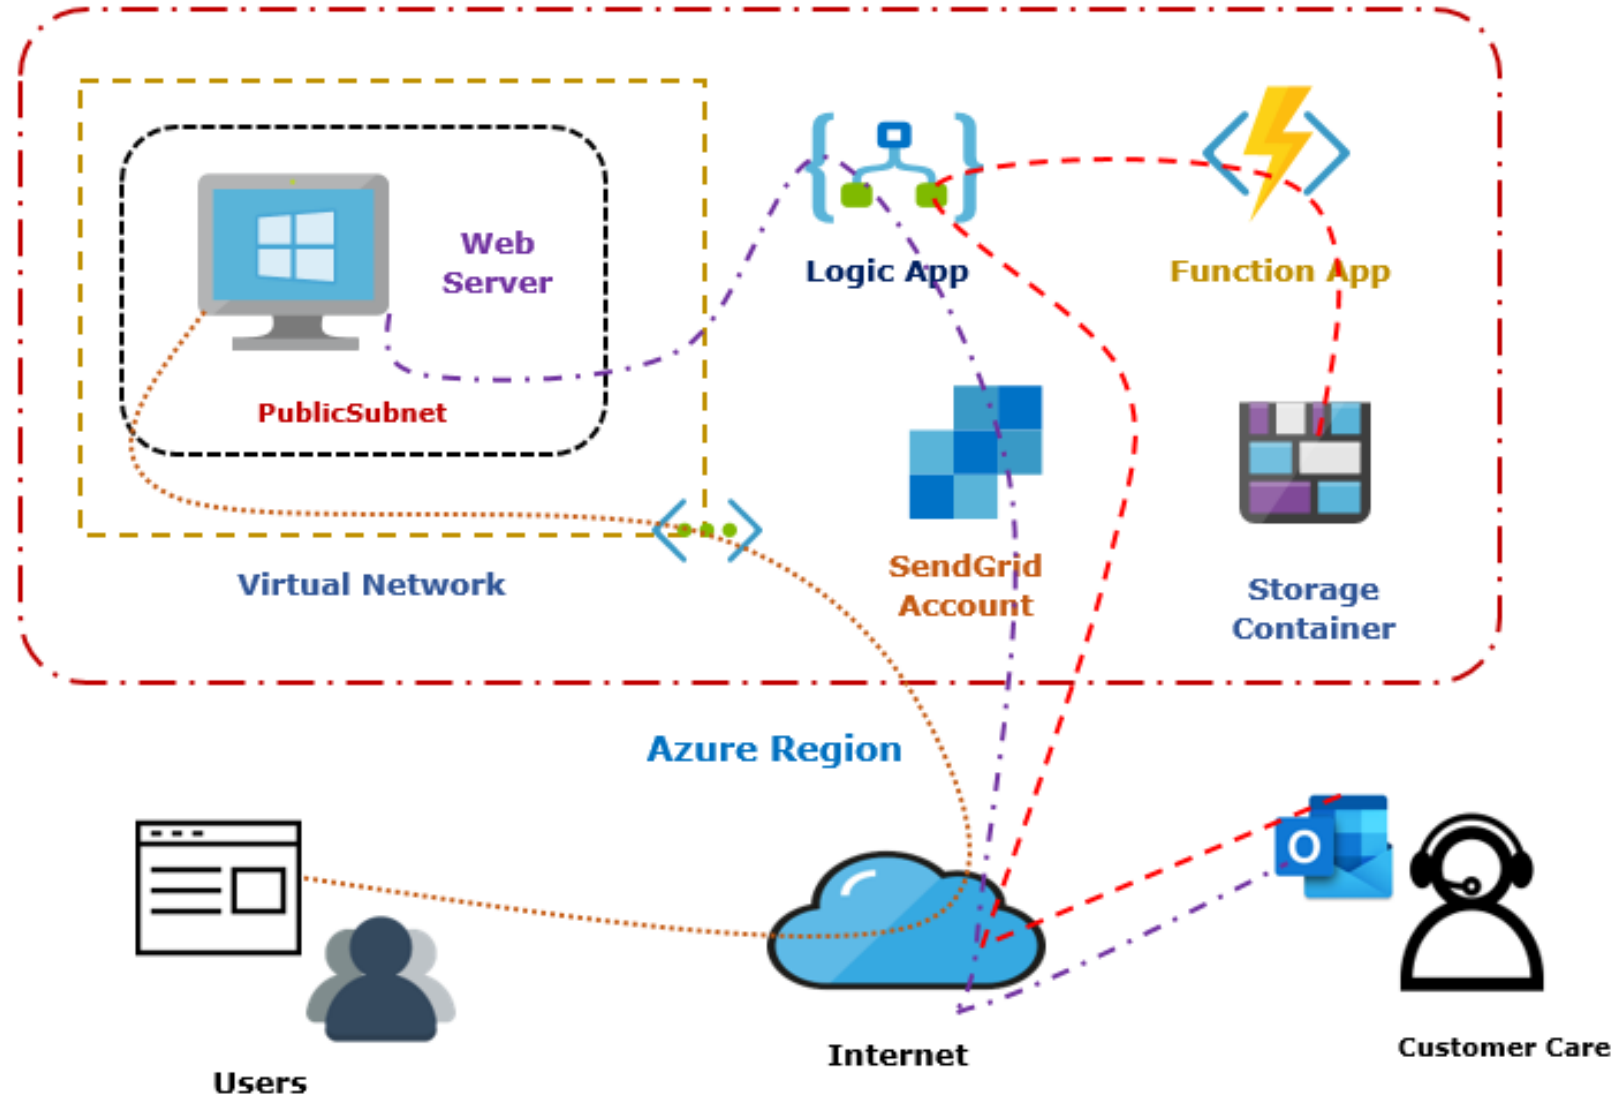 Web
Server
Logic App
Function App
PublicSubnet
SendGrid
Account
Virtual Network
Storage
Container
Azure Region
O
Internet
Customer Care
Users